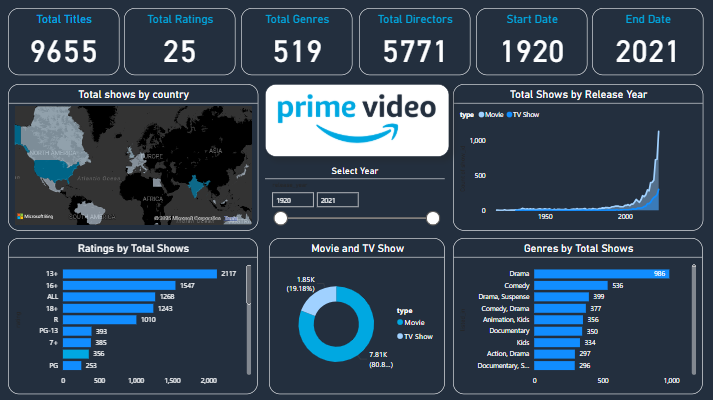 Total Titles
9655
Total Ratings
25
Total Genres
519
Total Directors
5771
Start Date
1920
End Date
2021
Total shows by country
NORTH AMERICA
EUROPE
ASIA
Atlantic Ocean
AFRICA
SOUTH AMERICA
Microsoft Bing
© 2025 Microsoft Corporation
prime video
Select Year
1920
2021
Total Shows by Release Year
type Movie TV Show
1,000
500
0
1950
2000
Ratings by Total Shows
13+ 2117
16+ 1547
ALL 1268
18+ 1243
R 1010
PG-13 393
7+ 385
356
PG 253
0 500 1,000 1,500 2,000
Movie and TV Show
1.85K
(19.18%)
7.81K
(80.8...)
type
Movie
TV Show
Genres by Total Shows
Drama 986
Comedy 536
Drama, Suspense 399
Comedy, Drama 377
Animation, Kids 356
Documentary 350
Kids 334
Action, Drama 297
Documentary, S... 296
0 500 1,000